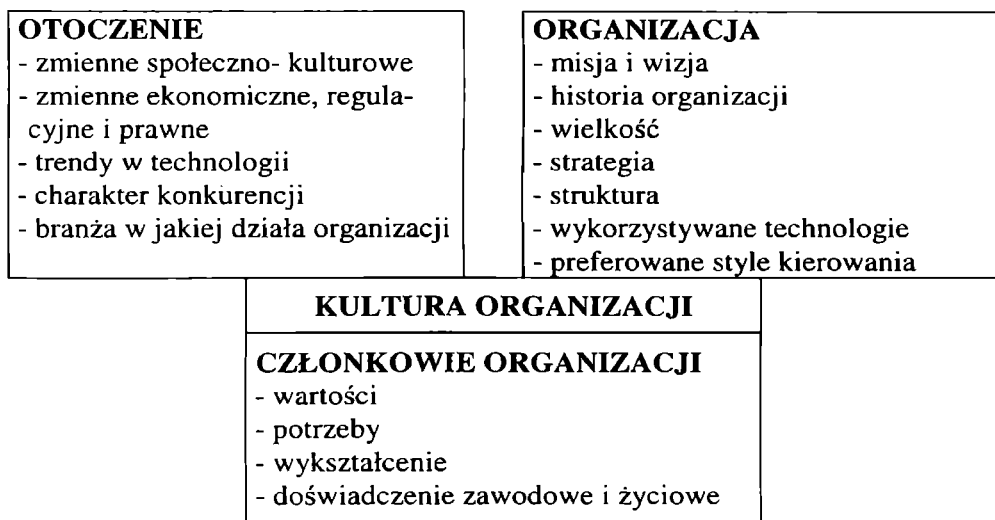 OTOCZENIE
- zmienne społeczno- kulturowe
- zmienne ekonomiczne, regula-
cyjne i prawne
- trendy w technologii
- charakter konkurencji
- branża w jakiej działa organizacji
ORGANIZACJA
- misja i wizja
- historia organizacji
- wielkość
- strategia
- struktura
- wykorzystywane technologie
- preferowane style kierowania
KULTURA ORGANIZACJI
CZŁONKOWIE ORGANIZACJI
- wartości
- potrzeby
- wykształcenie
- doświadczenie zawodowe i życiowe